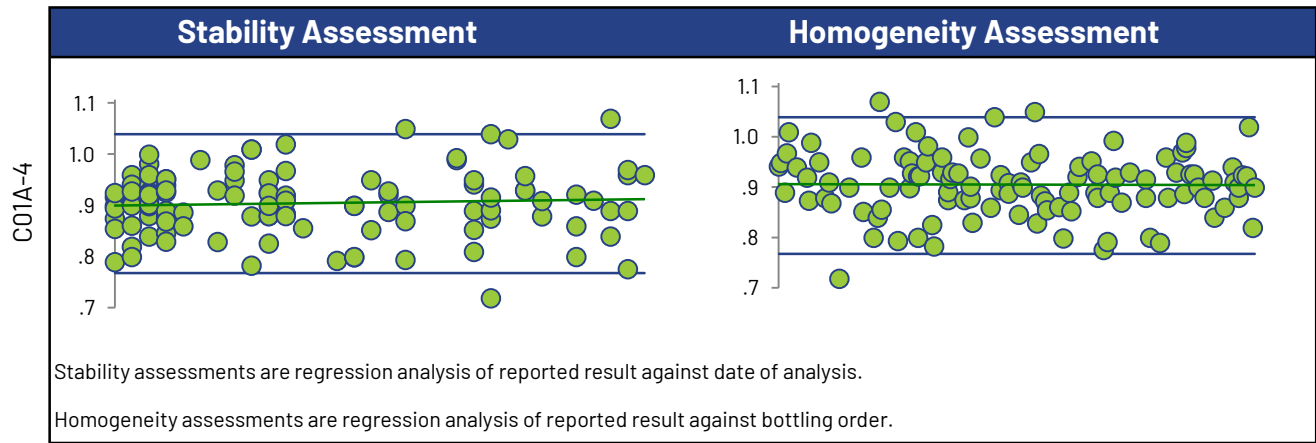 Stability Assessment
Homogeneity Assessment
C01A-4
1.1
1.0
.9
.8
.7
1.1
1.0
.9
.8
.7
Stability assessments are regression analysis of reported result against date of analysis.
Homogeneity assessments are regression analysis of reported result against bottling order.